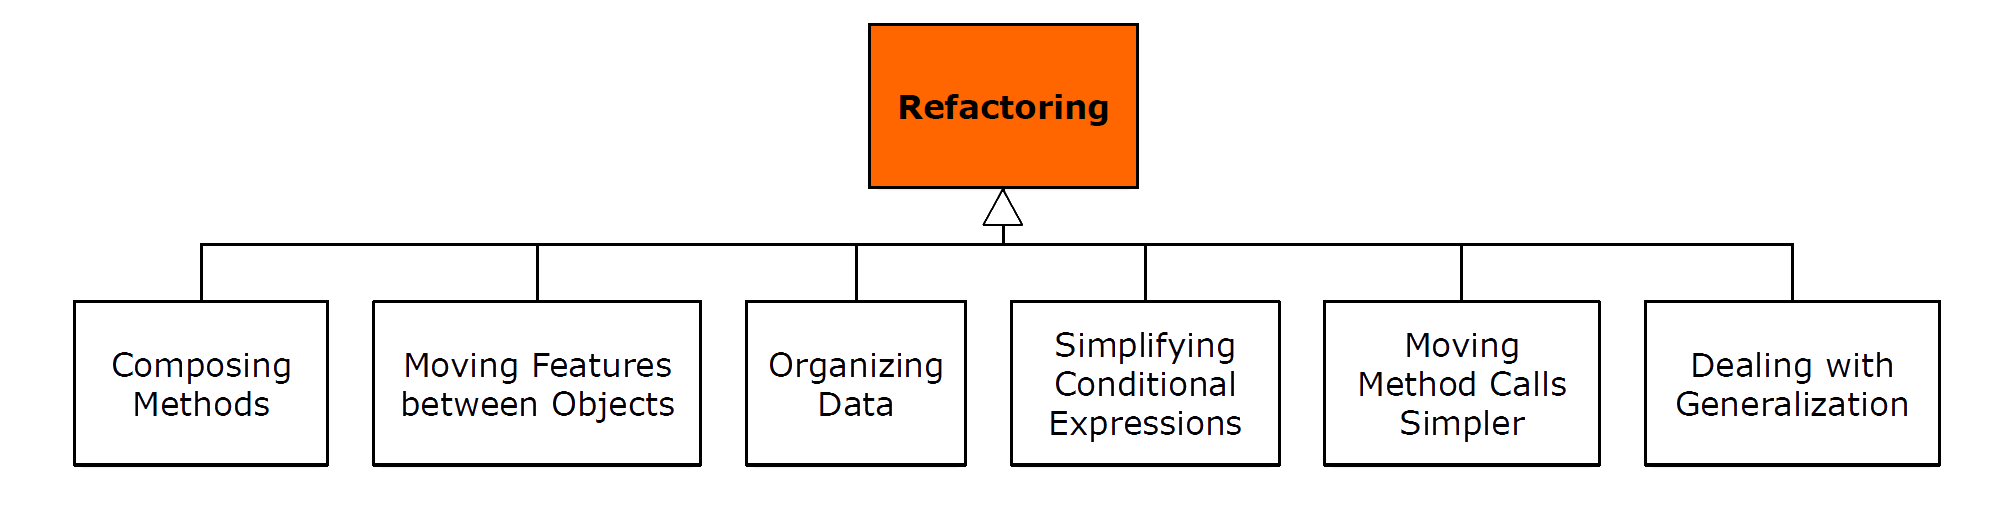 Refactoring
Composing
Methods
Moving Features
between Objects
Organizing
Data
Simplifying
Conditional
Expressions
Moving
Method Calls
Simpler
Dealing with
Generalization